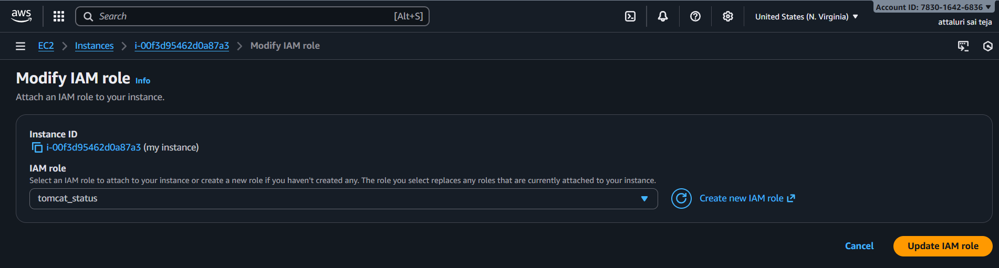 aws
Search [Alt+S]
United States (N. Virginia)
Account ID: 7830-1642-6836
attaluri sai teja
EC2 Instances i-00f3d95462d0a87a3 Modify IAM role
Modify IAM role Info
Attach an IAM role to your instance.
Instance ID
i-00f3d95462d0a87a3 (my instance)
IAM role
Select an IAM role to attach to your instance or create a new role if you haven't created any. The role you select replaces any roles that are currently attached to your instance.
tomcat_status
Create new IAM role
Cancel
Update IAM role